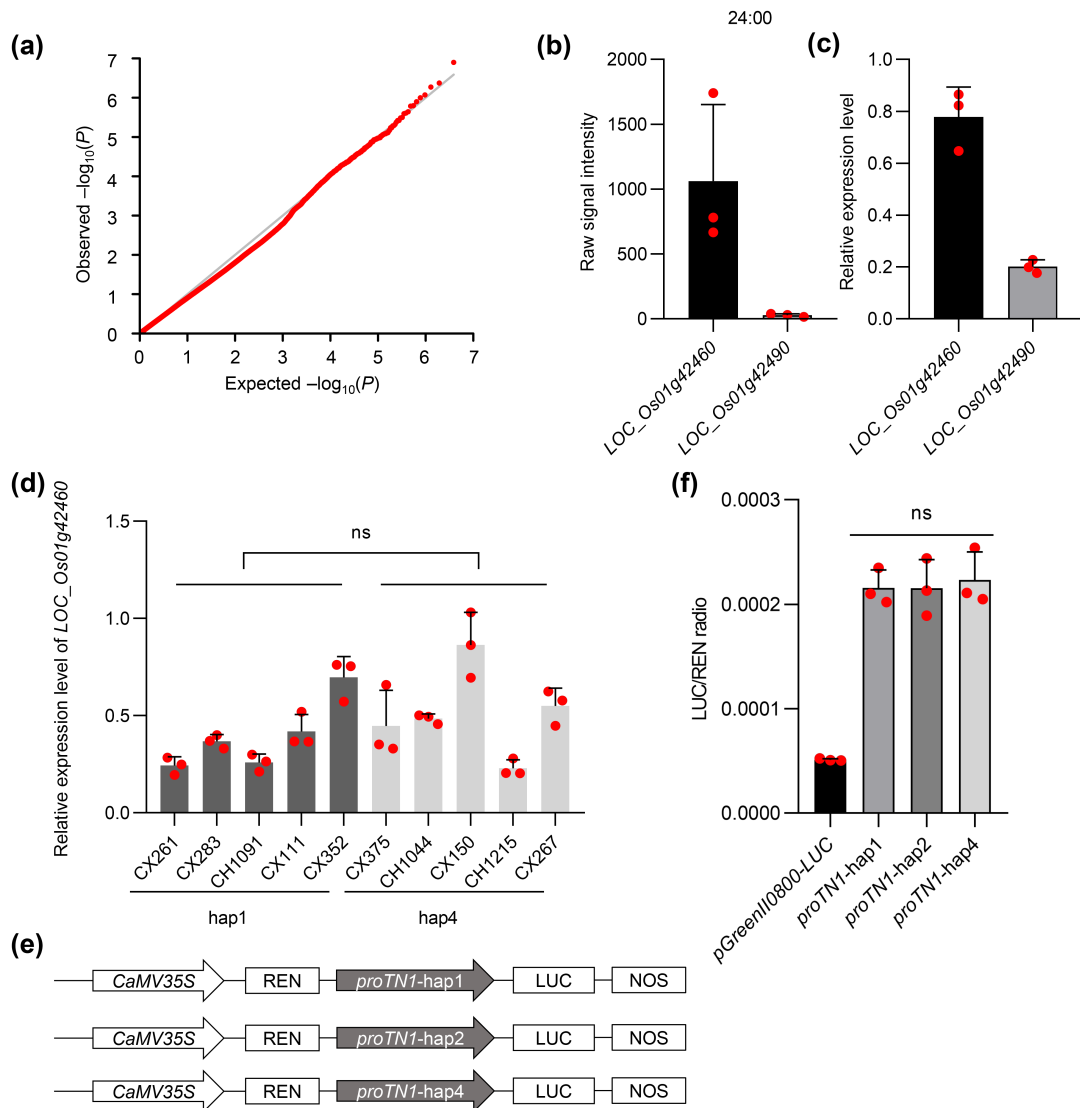 24:00
(a)
7
6
5
4
3
2
1
0
Observed –log10(P)
0 1 2 3 4 5 6 7
Expected –log10(P)
(b)
2000
1500
1000
500
0
Raw signal intensity
LOC_Os01g42460
LOC_Os01g42490
(c)
1.0
0.8
0.6
0.4
0.2
0.0
Relative expression level
LOC_Os01g42460
LOC_Os01g42490
(d)
Relative expression level of LOC_Os01g42460
1.5
1.0
0.5
0.0
ns
CX261
CX283
CH1091
CX111
CX352
CX375
CH1044
CX150
CH1215
CX267
hap1
hap4
(f)
0.0003
0.0002
0.0001
0.0000
LUC/REN radio
ns
pGreenII0800-LUC
proTN1-hap1
proTN1-hap2
proTN1-hap4
(e)
CaMV35S REN proTN1-hap1 LUC NOS
CaMV35S REN proTN1-hap2 LUC NOS
CaMV35S REN proTN1-hap4 LUC NOS